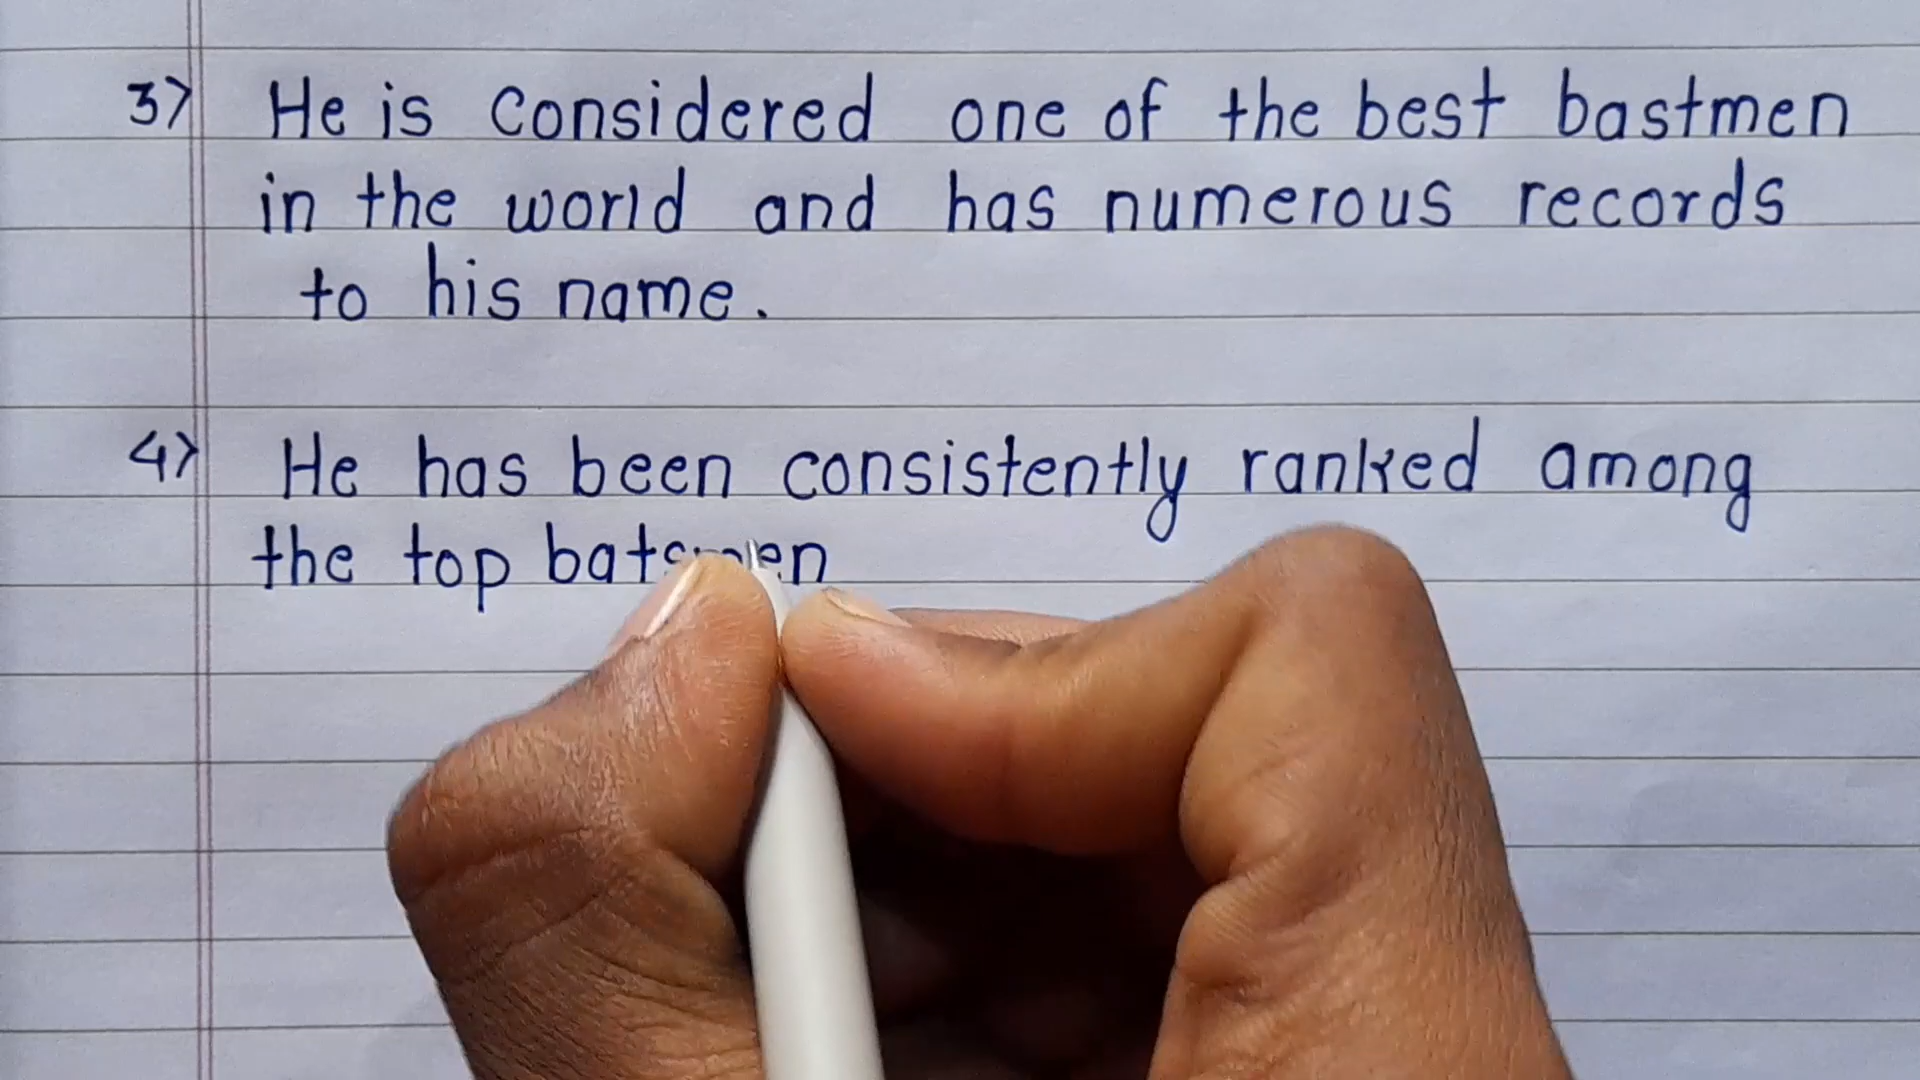 3) He is considered one of the best bastmen
in the world and has numerous records
to his name.
4) He has been consistently ranked among
the top batsmen